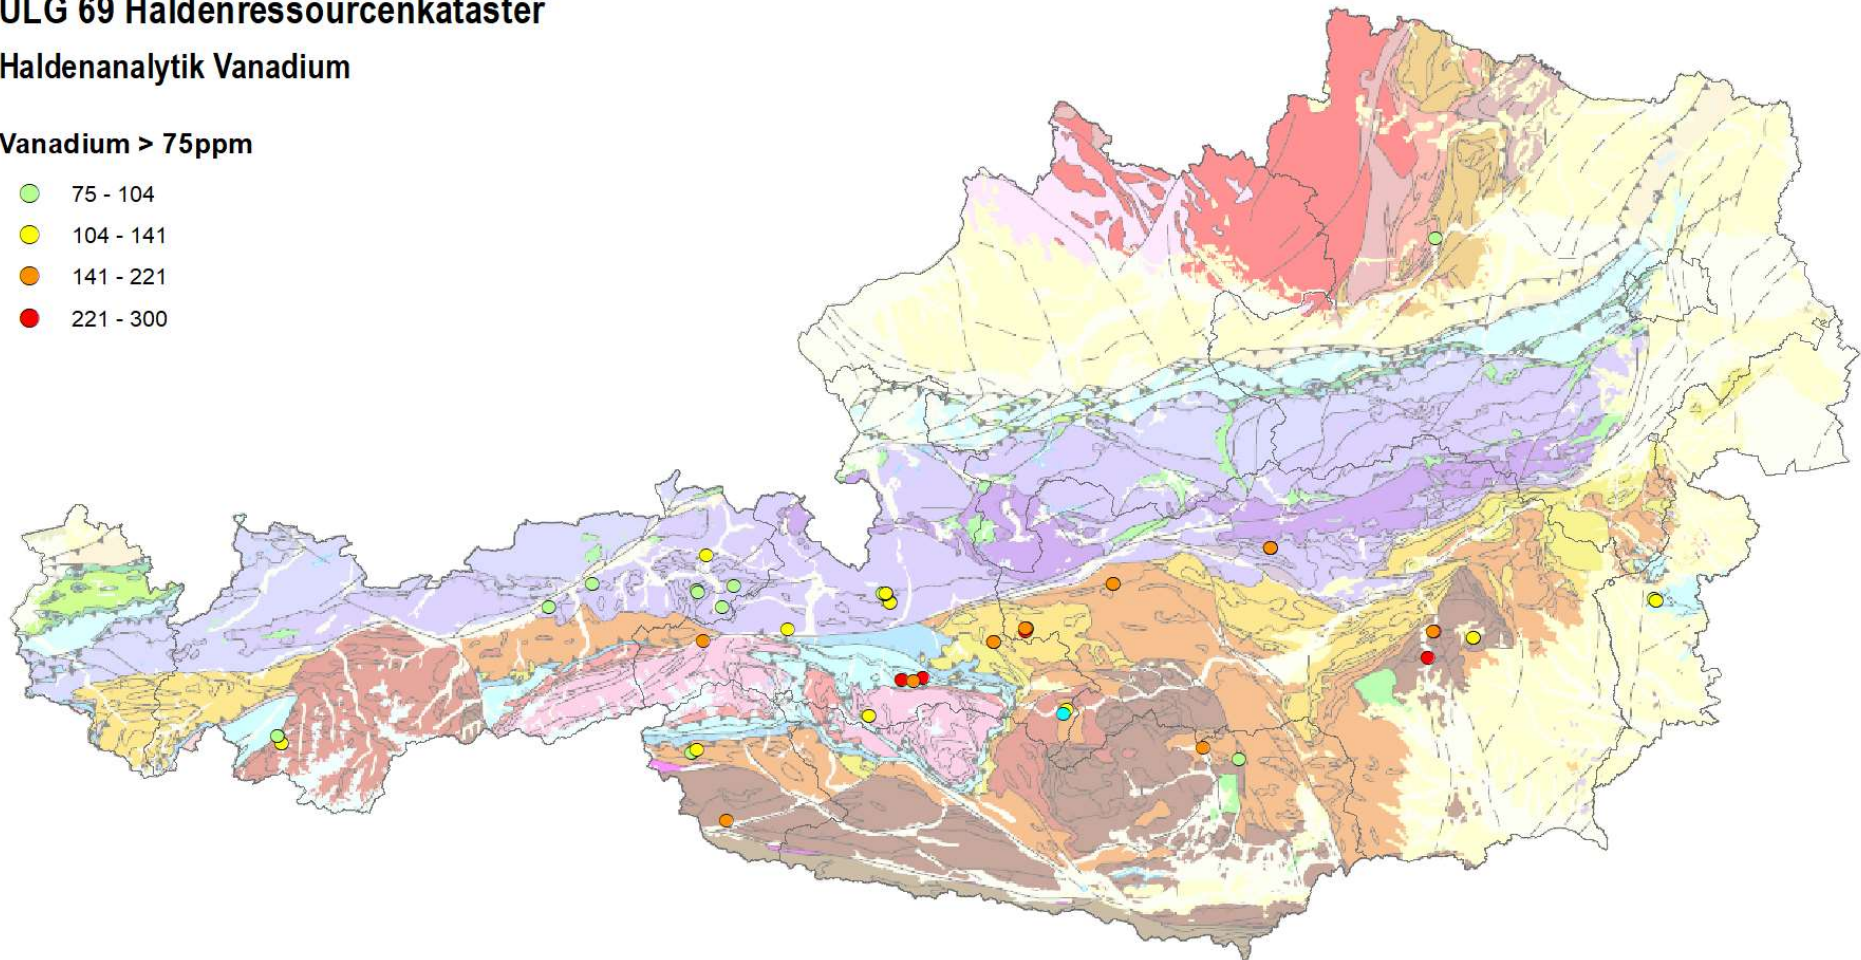 ULG 69 Haldenressourcenkataster
Haldenanalytik Vanadium
Vanadium > 75ppm
75 - 104
104 - 141
141 - 221
221 - 300